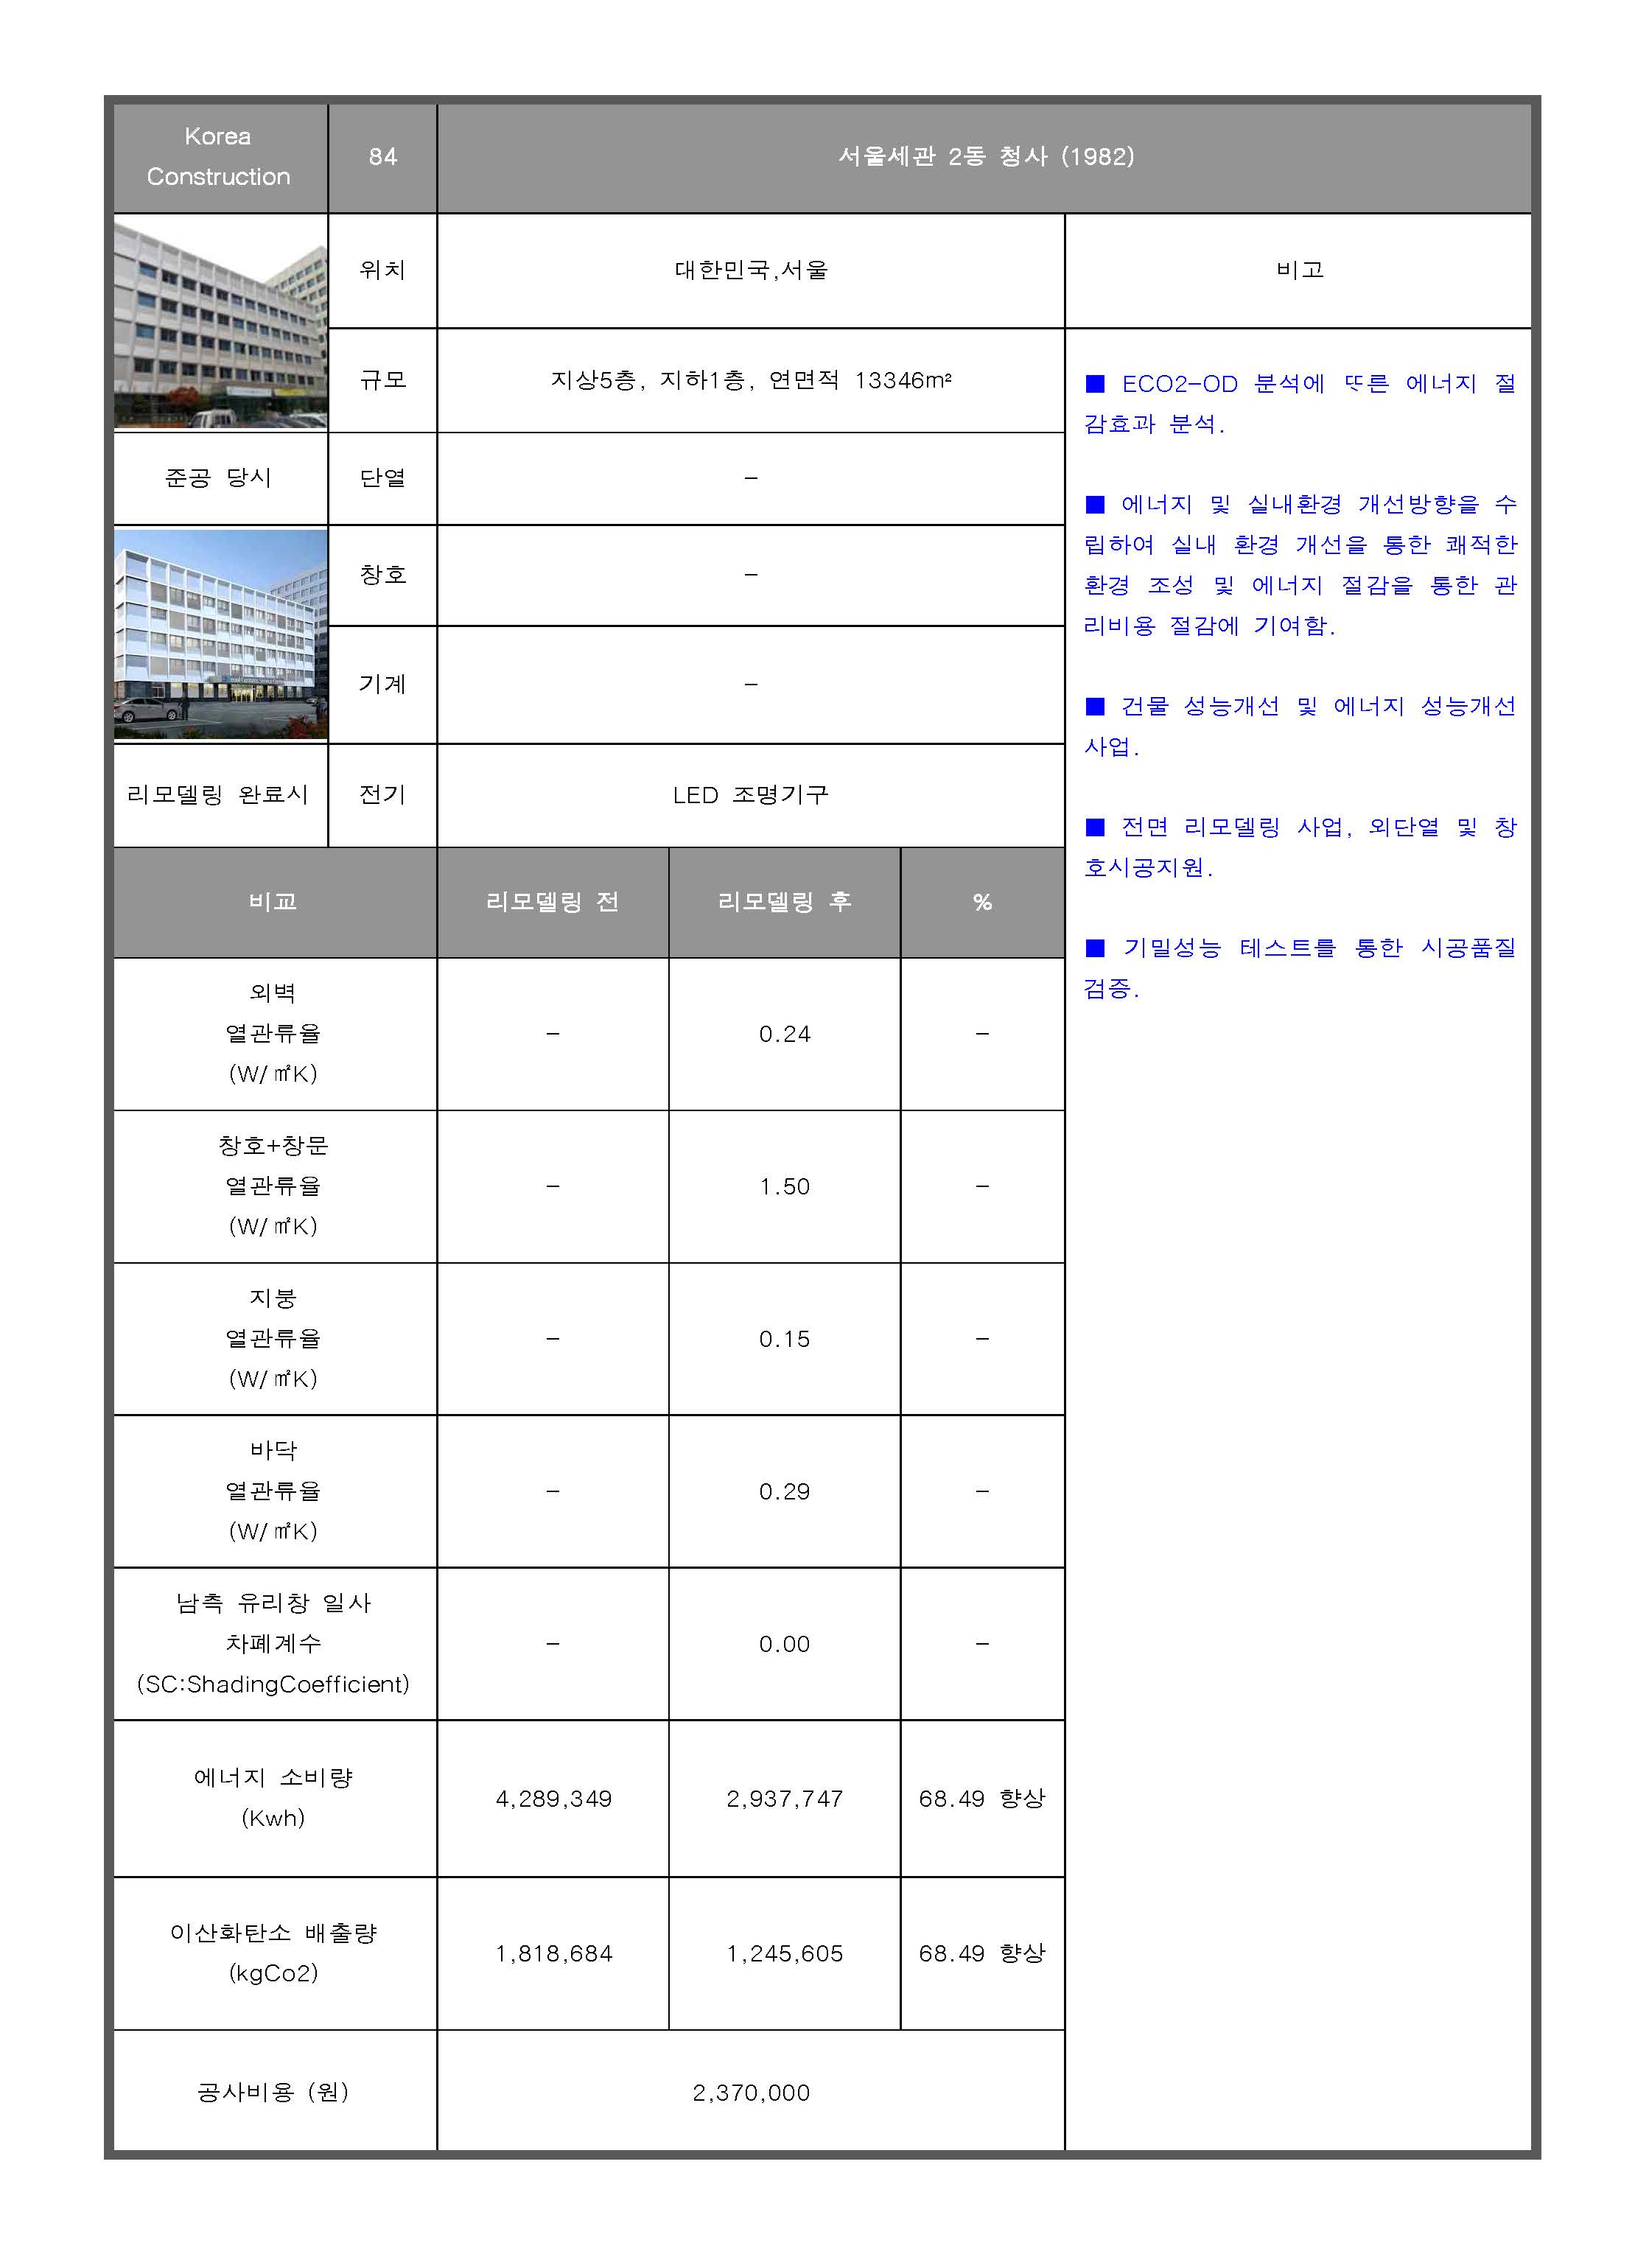 Korea
Construction
84
서울세관 2동 청사 (1982)
위치
대한민국,서울
비고
규모
지상5층, 지하1층, 연면적 13346m²
준공 당시
단열
-
창호
-
기계
-
리모델링 완료시
전기
LED 조명기구
■ ECO2-OD 분석에 ᄄᆞ른 에너지 절
감효과 분석.
■ 에너지 및 실내환경 개선방향을 수
립하여 실내 환경 개선을 통한 쾌적한
환경 조성 및 에너지 절감을 통한 관
리비용 절감에 기여함.
■ 건물 성능개선 및 에너지 성능개선
사업.
■ 전면 리모델링 사업, 외단열 및 창
호시공지원.
■ 기밀성능 테스트를 통한 시공품질
검증.
비교
리모델링 전
리모델링 후
%
외벽
열관류율
(W/㎡K)
-
0.24
-
창호+창문
열관류율
(W/㎡K)
-
1.50
-
지붕
열관류율
(W/㎡K)
-
0.15
-
바닥
열관류율
(W/㎡K)
-
0.29
-
남측 유리창 일사
차폐계수
(SC:ShadingCoefficient)
-
0.00
-
에너지 소비량
(Kwh)
4,289,349
2,937,747
68.49 향상
이산화탄소 배출량
(kgCo2)
1,818,684
1,245,605
68.49 향상
공사비용 (원)
2,370,000